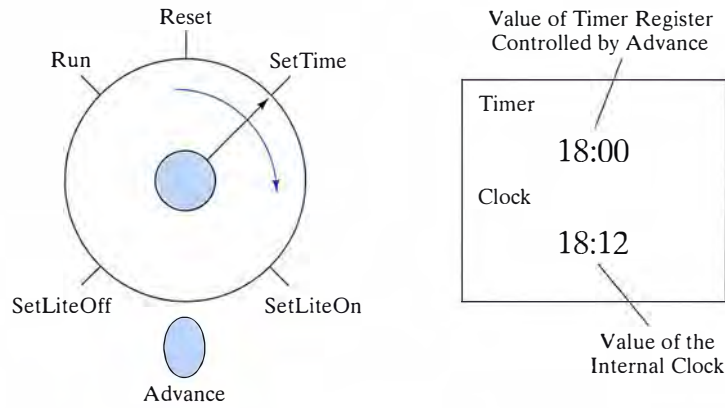 Reset
Run
SetTime
SetLiteOff
SetLiteOn
Advance
Value of Timer Register
Controlled by Advance
Timer
18:00
Clock
18:12
Value of the
Internal Clock